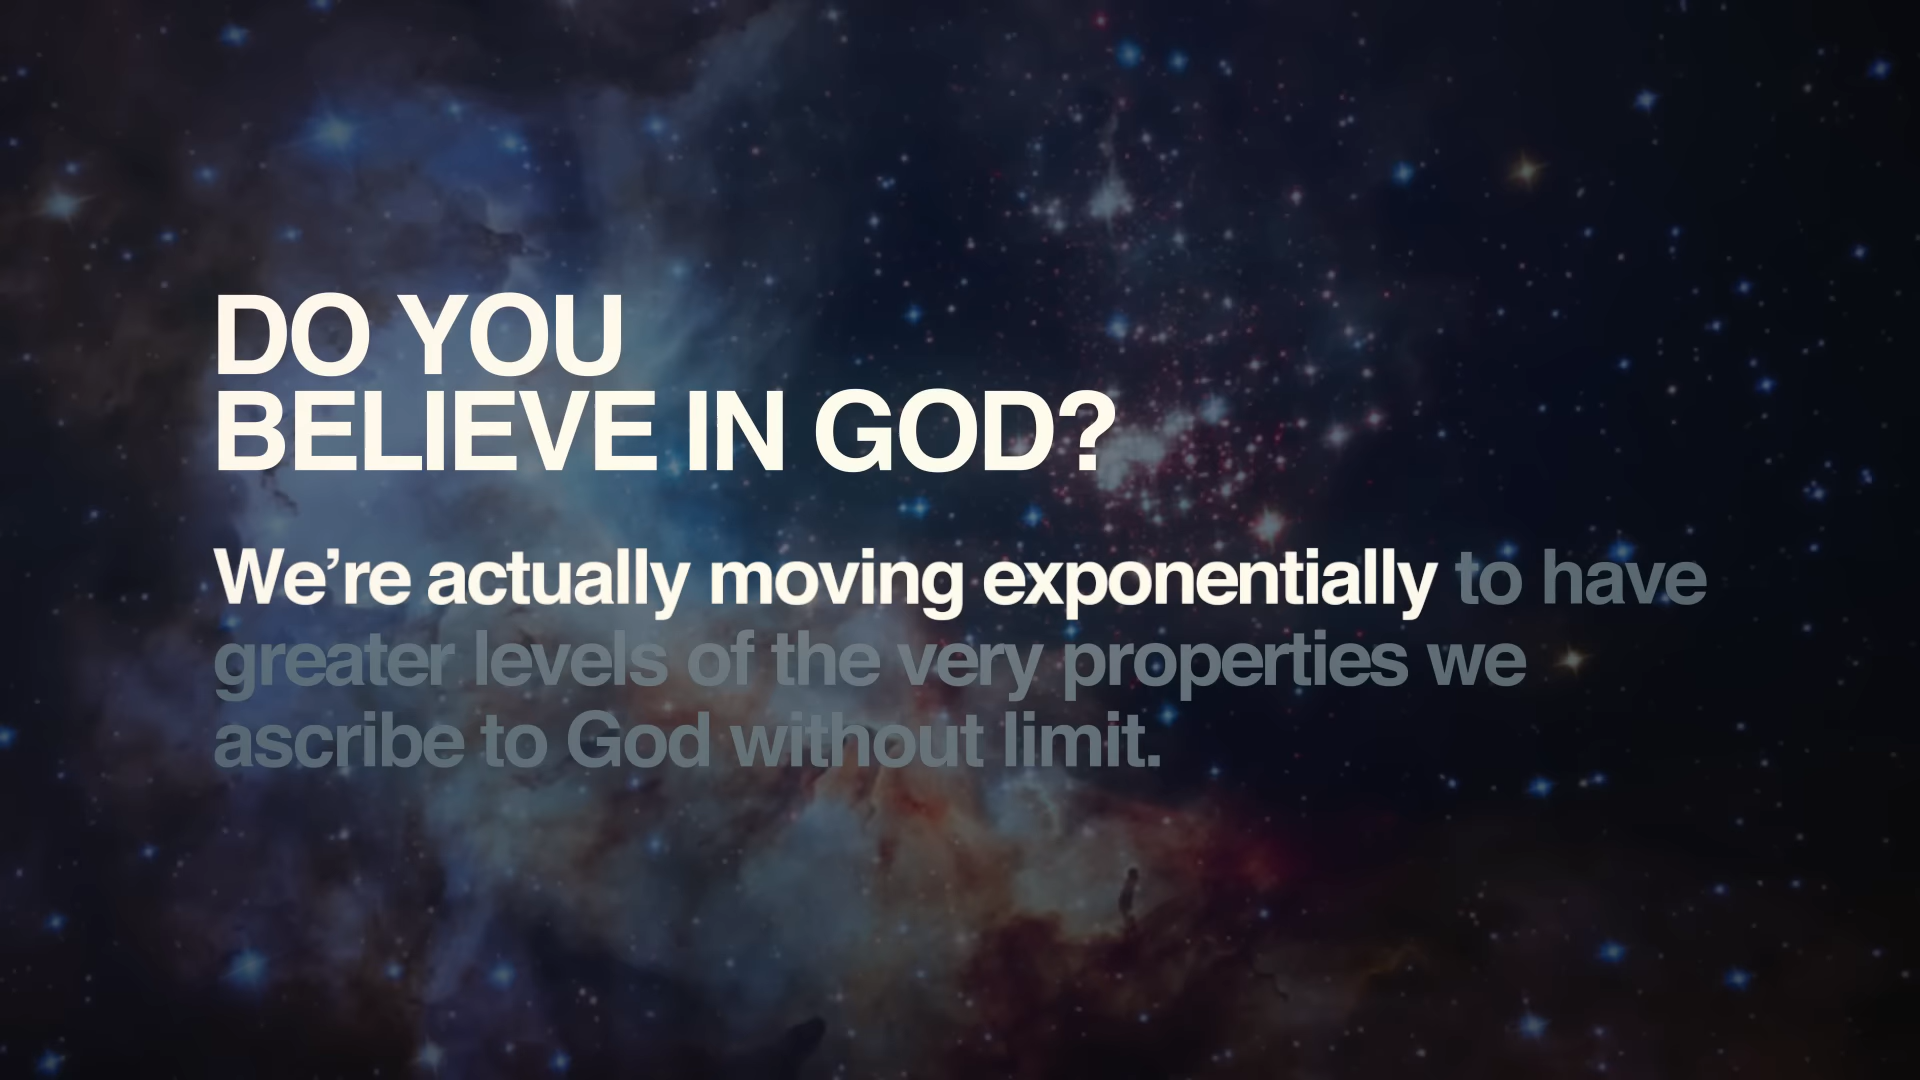 DO YOU
BELIEVE IN GOD?
We’re actually moving exponentially to have
greater levels of the very properties we
ascribe to God without limit.